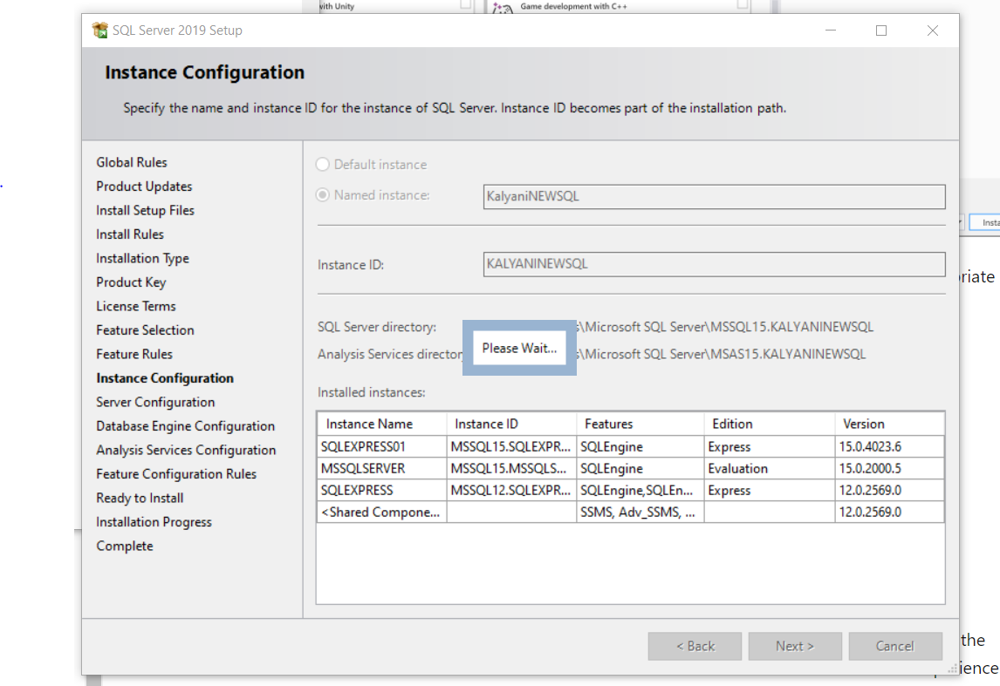 with Unity
Game development with C++
SQL Server 2019 Setup
Instance Configuration
Specify the name and instance ID for the instance of SQL Server. Instance ID becomes part of the installation path.
Global Rules
Product Updates
Install Setup Files
Install Rules
Installation Type
Product Key
License Terms
Feature Selection
Feature Rules
Instance Configuration
Server Configuration
Database Engine Configuration
Analysis Services Configuration
Feature Configuration Rules
Ready to Install
Installation Progress
Complete
Default instance
Named instance: KalyaniNEWSQL
Instance ID: KALYANINEWSQL
SQL Server directory: s\Microsoft SQL Server\MSSQL15.KALYANINEWSQL
Please Wait...
Analysis Services director s\Microsoft SQL Server\MSAS15.KALYANINEWSQL
Installed instances:
Instance Name Instance ID Features Edition Version
SQLEXPRESS01 MSSQL15.SQLEXPR... SQLEngine Express 15.0.4023.6
MSSQLSERVER MSSQL15.MSSQLS... SQLEngine Evaluation 15.0.2000.5
SQLEXPRESS MSSQL12.SQLEXPR... SQLEngine,SQLEn... Express 12.0.2569.0
<Shared Compone... SSMS, Adv_SSMS, ... 12.0.2569.0
< Back Next > Cancel
Insta
riate
the
ience